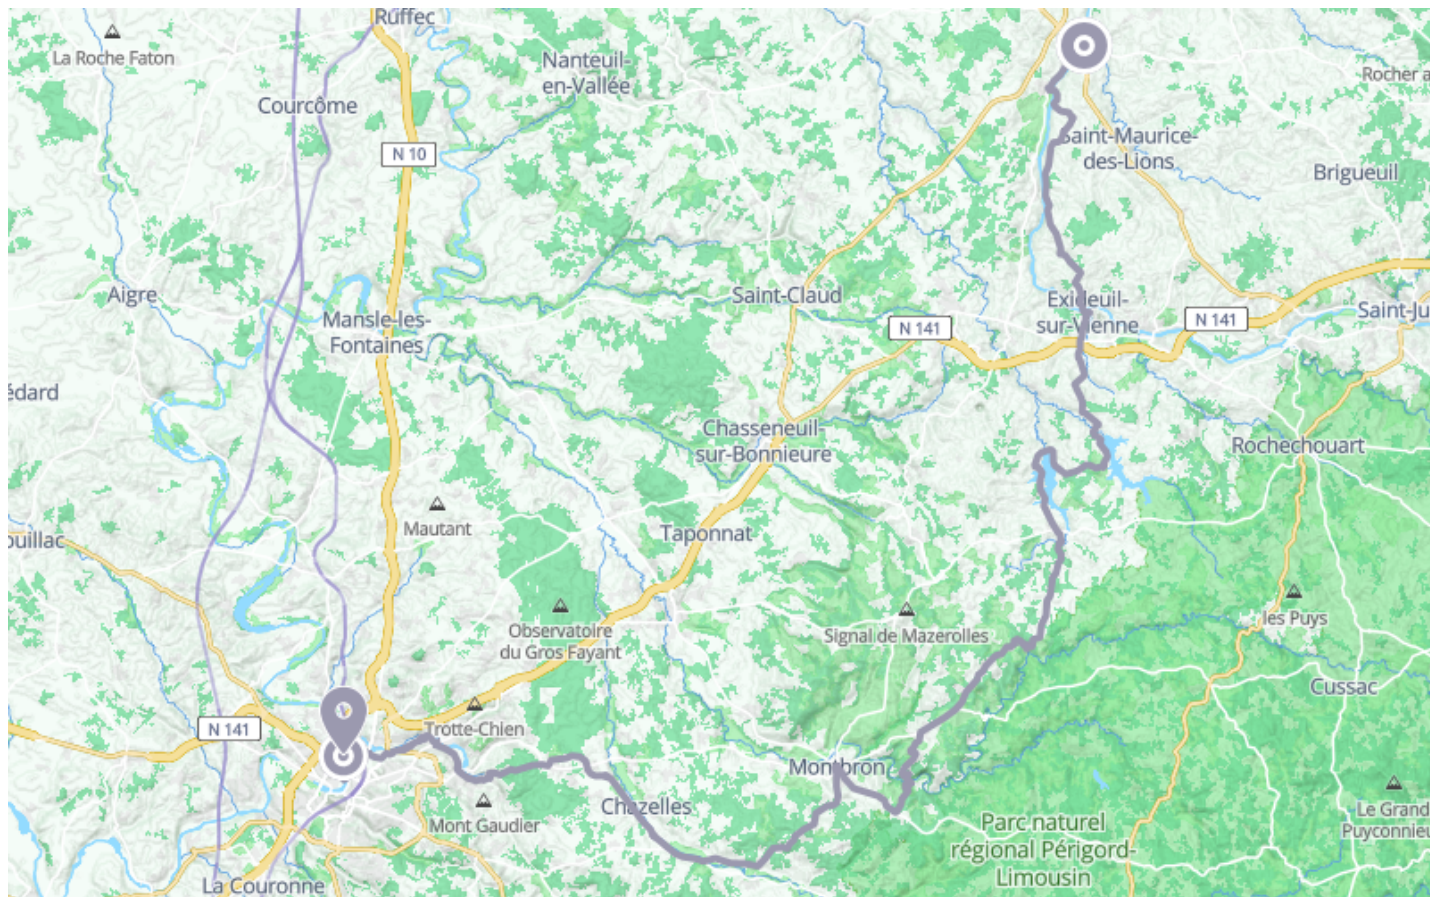 Ruffec
La Roche Faton
Nanteuil-
en-Vallée
Rocher a
Courcôme
Saint-Maurice-
des-Lions
N 10
Brigueuil
Aigre
Saint-Claud
Exideuil-
sur-Vienne
Mansle-les-
Fontaines
N 141
N 141
Saint-Ju
édard
Chasseneuil-
sur-Bonnieure
Rochechouart
Mautant
ouillac
Taponnat
Observatoire
du Gros Fayant
Signal de Mazerolles
les Puys
Cussac
N 141
Trotte-Chien
Montbron
Chazelles
Mont Gaudier
Parc naturel
régional Périgord-
Limousin
Le Grand
Puyconnieu
La Couronne